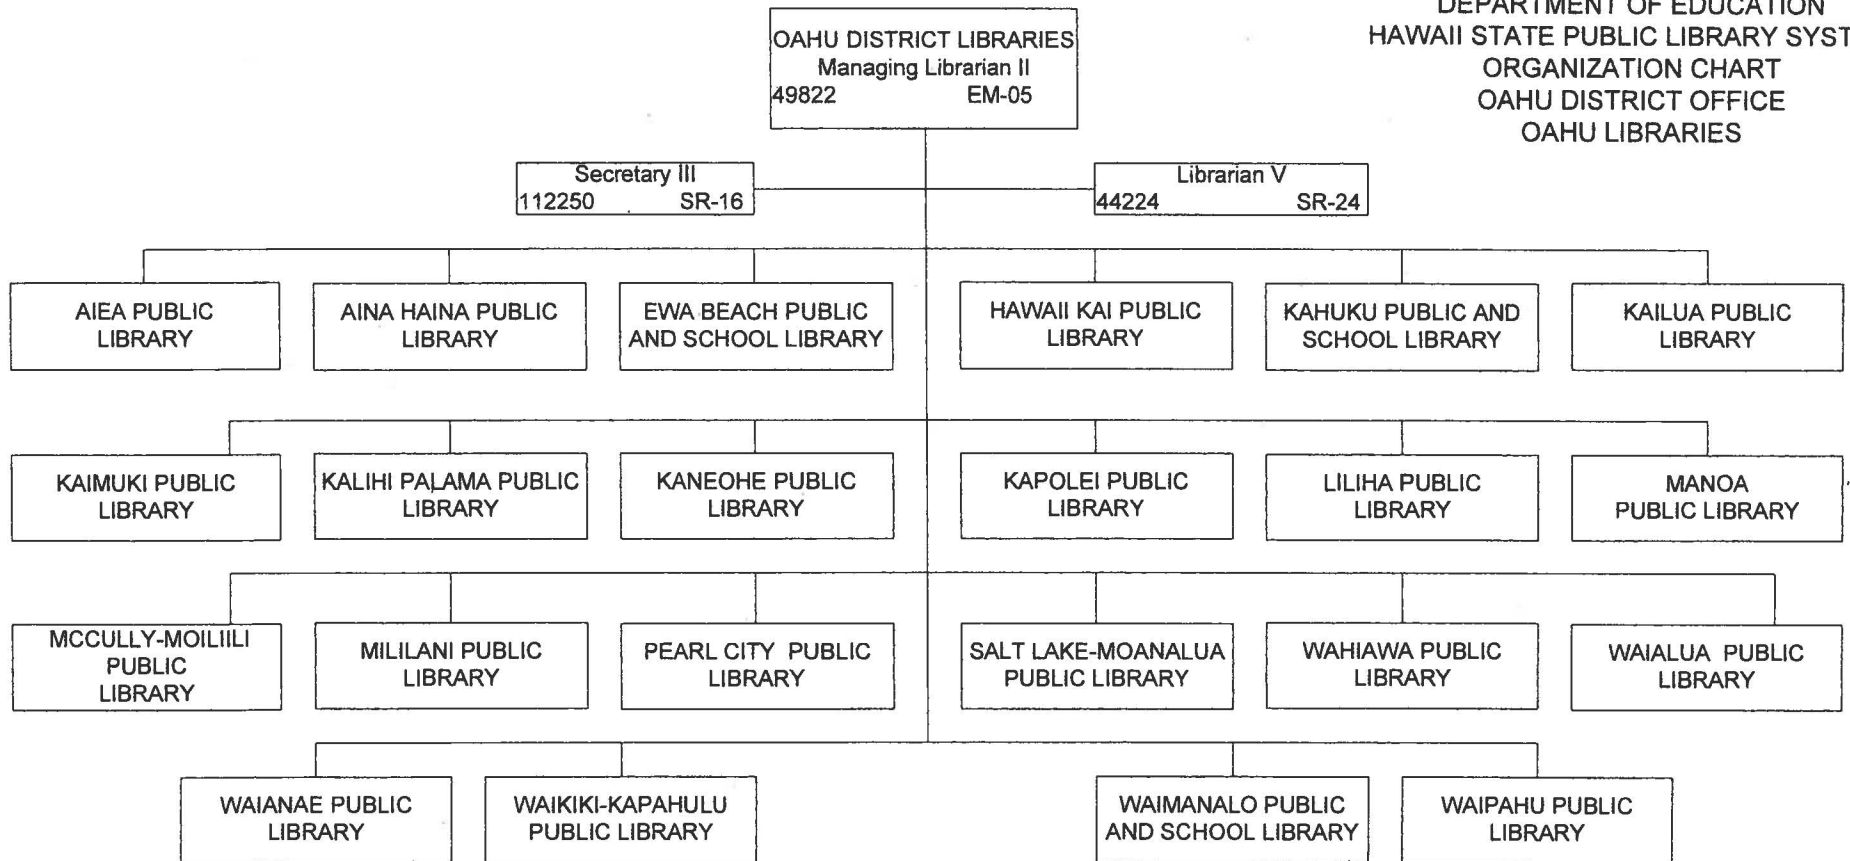 DEPARTMENT OF EDUCATION
HAWAII STATE PUBLIC LIBRARY SYST
ORGANIZATION CHART
OAHU DISTRICT OFFICE
OAHU LIBRARIES
OAHU DISTRICT LIBRARIES
Managing Librarian II
49822 EM-05
Secretary III
112250 SR-16
Librarian V
44224 SR-24
AIEA PUBLIC
LIBRARY
AINA HAINA PUBLIC
LIBRARY
EWA BEACH PUBLIC
AND SCHOOL LIBRARY
HAWAII KAI PUBLIC
LIBRARY
KAHUKU PUBLIC AND
SCHOOL LIBRARY
KAILUA PUBLIC
LIBRARY
KAIMUKI PUBLIC
LIBRARY
KALIHI PALAMA PUBLIC
LIBRARY
KANEOHE PUBLIC
LIBRARY
KAPOLEI PUBLIC
LIBRARY
LILIHA PUBLIC
LIBRARY
MANOA
PUBLIC LIBRARY
MCCULLY-MOILIILI
PUBLIC
LIBRARY
MILILANI PUBLIC
LIBRARY
PEARL CITY PUBLIC
LIBRARY
SALT LAKE-MOANALUA
PUBLIC LIBRARY
WAHIAWA PUBLIC
LIBRARY
WAIALUA PUBLIC
LIBRARY
WAIANAE PUBLIC
LIBRARY
WAIKIKI-KAPAHULU
PUBLIC LIBRARY
WAIMANALO PUBLIC
AND SCHOOL LIBRARY
WAIPAHU PUBLIC
LIBRARY